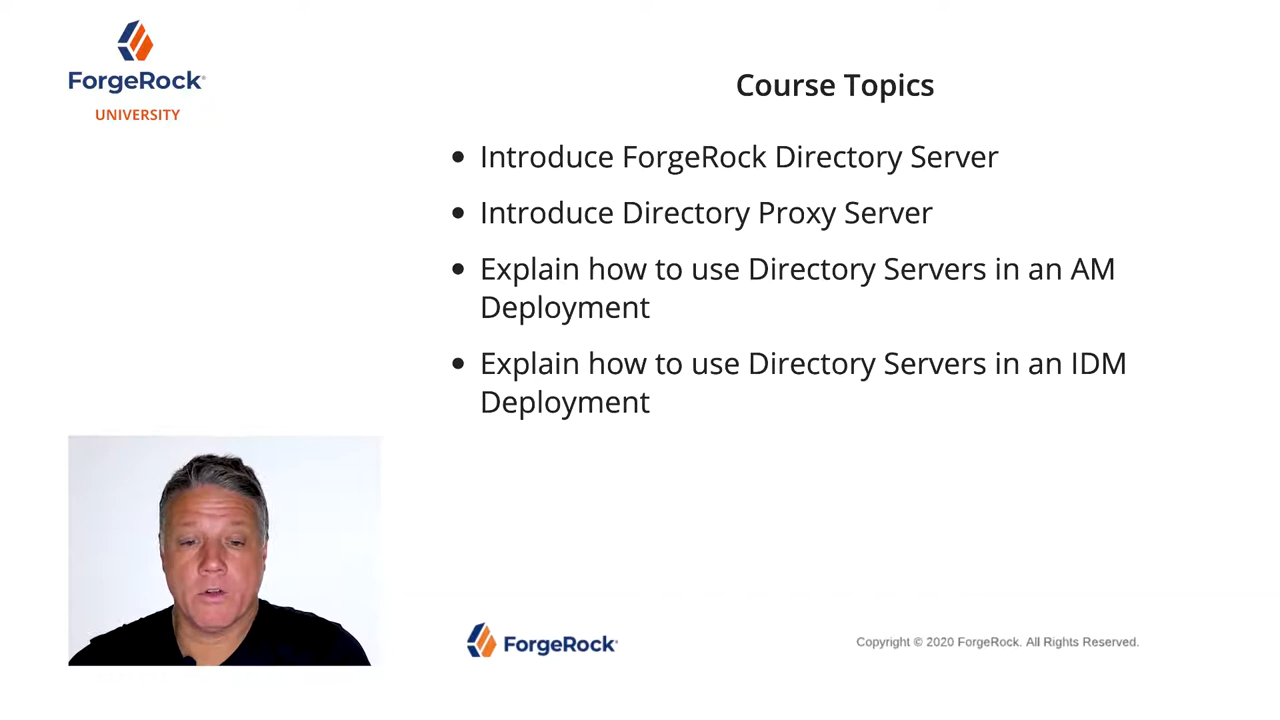 ForgeRock®
UNIVERSITY
Course Topics
• Introduce ForgeRock Directory Server
• Introduce Directory Proxy Server
• Explain how to use Directory Servers in an AM
Deployment
• Explain how to use Directory Servers in an IDM
Deployment
ForgeRock®
Copyright © 2020 ForgeRock. All Rights Reserved.